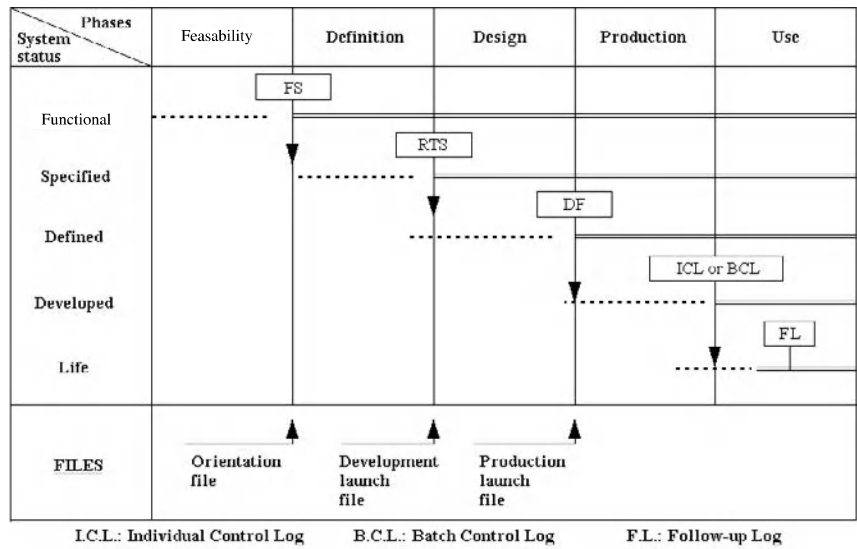 Phases
System
status
Feasability
Definition
Design
Production
Use
FS
Functional
RTS
Specified
DF
Defined
ICL or BCL
Developed
FL
Life
FILES
Orientation
file
Development
launch
file
Production
launch
file
I.C.L.: Individual Control Log
B.C.L.: Batch Control Log
F.L.: Follow-up Log